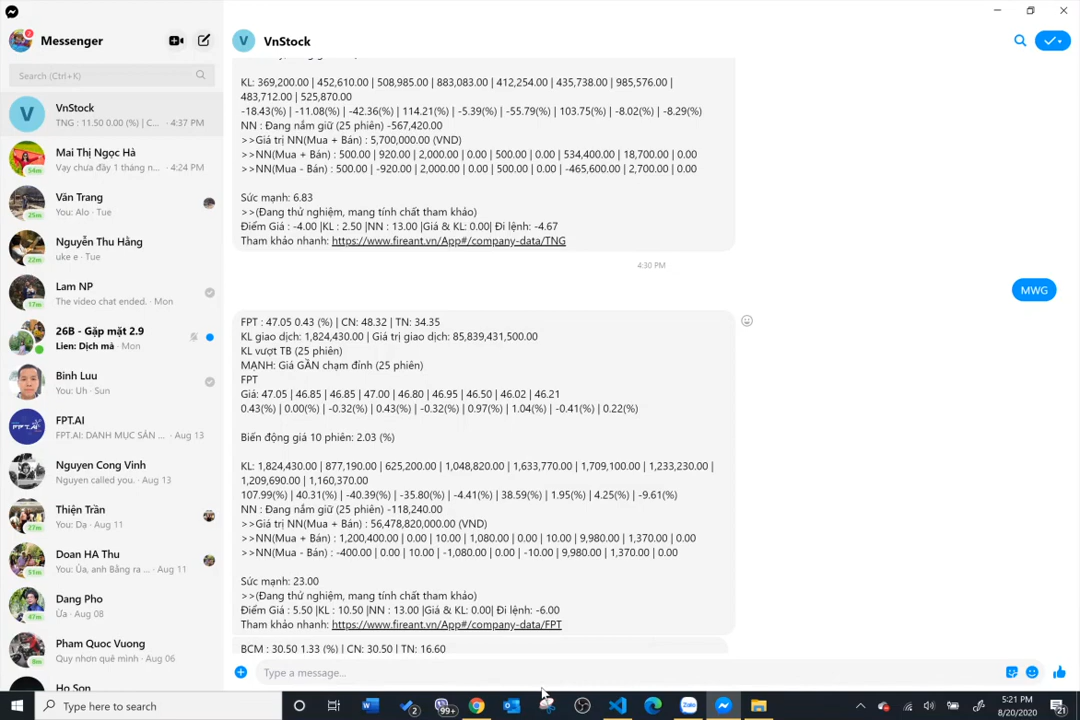 Messenger
Search (Ctrl+K)
VnStock
TNG : 11.50 0.00 (%) | C... · 4:37 PM
Mai Thị Ngọc Hà
Vay chưa đầy 1 tháng n... · 4:24 PM
54m
Văn Trang
You: Alo · Tue
25m
Nguyễn Thu Hằng
uke e · Tue
22m
Lam NP
The video chat ended. · Mon
17m
26B - Gặp mặt 2.9
Lien: Dịch mà · Mon
Binh Luu
You: Uh · Sun
FPT.AI
FPT.AI: DANH MỤC SẢN ... · Aug 13
Nguyen Cong Vinh
Nguyen called you. · Aug 13
Thiện Trần
You: Dạ · Aug 11
27m
Doan HA Thu
You: Ủa, anh Bằng ra ... · Aug 11
51m
Dang Pho
Ừa · Aug 08
47m
Pham Quoc Vuong
Quy nhơn quê mình · Aug 06
8m
Ho Son
V VnStock
KL: 369,200.00 | 452,610.00 | 508,985.00 | 883,083.00 | 412,254.00 | 435,738.00 | 985,576.00 |
483,712.00 | 525,870.00
-18.43(%) | -11.08(%) | -42.36(%) | 114.21(%) | -5.39(%) | -55.79(%) | 103.75(%) | -8.02(%) | -8.29(%)
NN : Đang nắm giữ (25 phiên) -567,420.00
>>Giá trị NN(Mua + Bán) : 5,700,000.00 (VND)
>>NN(Mua + Bán) : 500.00 | 920.00 | 2,000.00 | 0.00 | 500.00 | 0.00 | 534,400.00 | 18,700.00 | 0.00
>>NN(Mua - Bán) : 500.00 | -920.00 | 2,000.00 | 0.00 | 500.00 | 0.00 | -465,600.00 | 2,700.00 | 0.00
Sức mạnh: 6.83
>>(Đang thử nghiệm, mang tính chất tham khảo)
Điểm Giá : -4.00 |KL : 2.50 |NN : 13.00 |Giá & KL: 0.00| Đi lệnh: -4.67
Tham khảo nhanh: https://www.fireant.vn/App#/company-data/TNG
4:30 PM
MWG
FPT : 47.05 0.43 (%) | CN: 48.32 | TN: 34.35
KL giao dịch: 1,824,430.00 | Giá trị giao dịch: 85,839,431,500.00
KL vượt TB (25 phiên)
MẠNH: Giá GẦN chạm đỉnh (25 phiên)
FPT
Giá: 47.05 | 46.85 | 46.85 | 47.00 | 46.80 | 46.95 | 46.50 | 46.02 | 46.21
0.43(%) | 0.00(%) | -0.32(%) | 0.43(%) | -0.32(%) | 0.97(%) | 1.04(%) | -0.41(%) | 0.22(%)
Biến động giá 10 phiên: 2.03 (%)
KL: 1,824,430.00 | 877,190.00 | 625,200.00 | 1,048,820.00 | 1,633,770.00 | 1,709,100.00 | 1,233,230.00 |
1,209,690.00 | 1,160,370.00
107.99(%) | 40.31(%) | -40.39(%) | -35.80(%) | -4.41(%) | 38.59(%) | 1.95(%) | 4.25(%) | -9.61(%)
NN : Đang nắm giữ (25 phiên) -118,240.00
>>Giá trị NN(Mua + Bán) : 56,478,820,000.00 (VND)
>>NN(Mua + Bán) : 1,200,400.00 | 0.00 | 10.00 | 1,080.00 | 0.00 | 10.00 | 9,980.00 | 1,370.00 | 0.00
>>NN(Mua - Bán) : -400.00 | 0.00 | 10.00 | -1,080.00 | 0.00 | -10.00 | 9,980.00 | 1,370.00 | 0.00
Sức mạnh: 23.00
>>(Đang thử nghiệm, mang tính chất tham khảo)
Điểm Giá : 5.50 |KL : 10.50 |NN : 13.00 |Giá & KL: 0.00| Đi lệnh: -6.00
Tham khảo nhanh: https://www.fireant.vn/App#/company-data/FPT
BCM : 30.50 1.33 (%) | CN: 30.50 | TN: 16.60
Type a message...
Type here to search
2
99+
Zalo
5:21 PM
8/20/2020
21